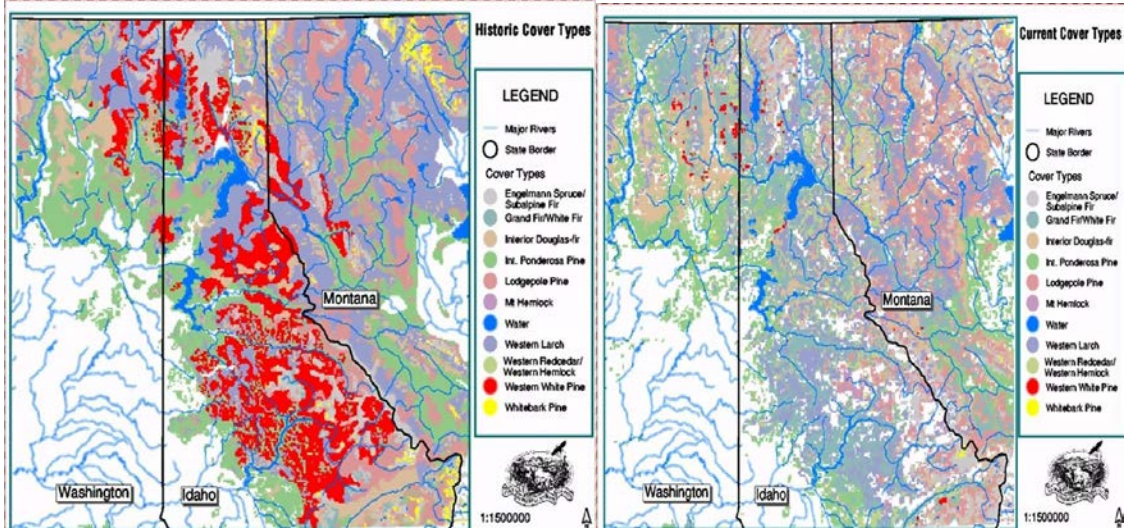 Historic Cover Types
LEGEND
Major Rivers
State Border
Cover Types
Engelmann Spruce/
Subalpine Fir
Grand Fir/White Fir
Interior Douglas-fir
Int. Ponderosa Pine
Lodgepole Pine
Mt Hemlock
Water
Western Larch
Western Redcedar/
Western Hemlock
Western White Pine
Whitebark Pine
Montana
Washington
Idaho
1:1500000
Current Cover Types
LEGEND
Major Rivers
State Border
Cover Types
Engelmann Spruce/
Subalpine Fir
Grand Fir/White Fir
Interior Douglas-fir
Int. Ponderosa Pine
Lodgepole Pine
Mt Hemlock
Water
Western Larch
Western Redcedar/
Western Hemlock
Western White Pine
Whitebark Pine
Montana
Washington
Idaho
1:1500000